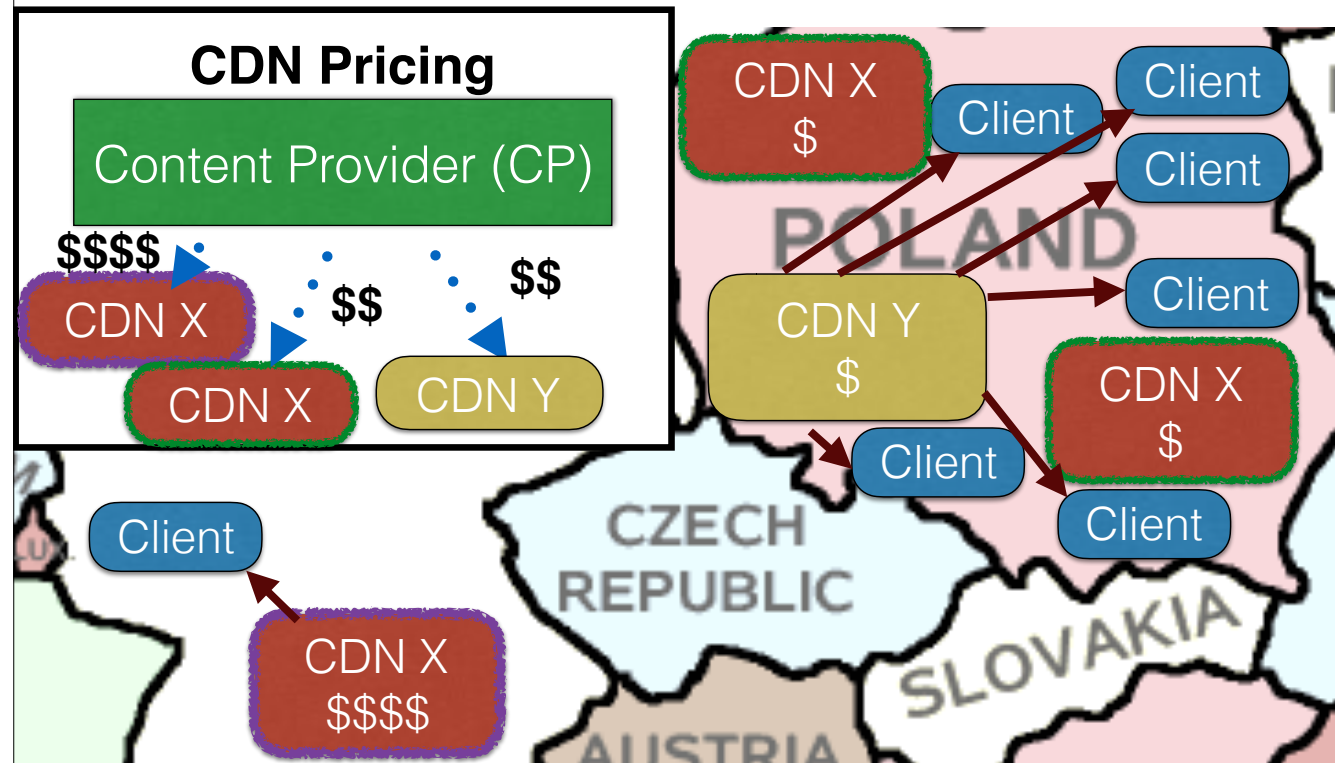 CDN Pricing
Content Provider (CP)
$$$$
$$
$$
CDN X
CDN X
CDN Y
CDN X
$
Client
Client
Client
POLAND
CDN Y
$
Client
CDN X
$
Client
Client
CZECH
REPUBLIC
LUX.
Client
CDN X
$$$$
SLOVAKIA
AUSTRIA